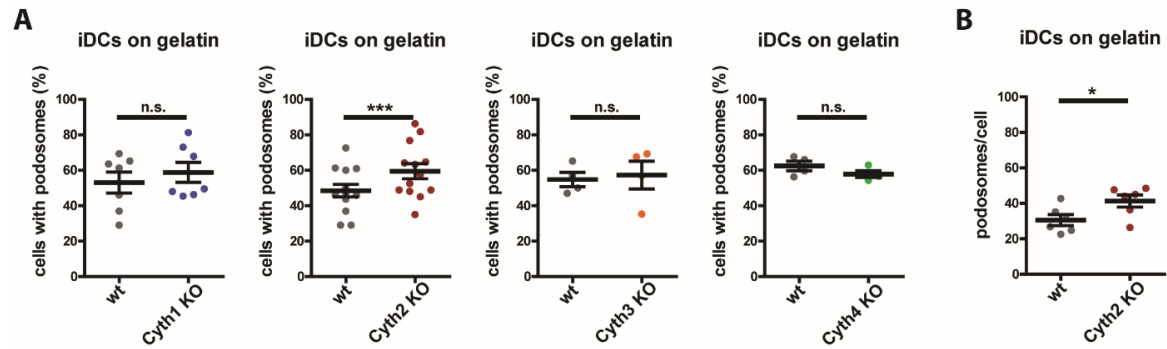 A
iDCs on gelatin
cells with podosomes (%)
100
80
60
40
20
0
n.s.
wt
Cyth1 KO
iDCs on gelatin
cells with podosomes (%)
100
80
60
40
20
0
***
wt
Cyth2 KO
iDCs on gelatin
cells with podosomes (%)
100
80
60
40
20
0
n.s.
wt
Cyth3 KO
iDCs on gelatin
cells with podosomes (%)
100
80
60
40
20
0
n.s.
wt
Cyth4 KO
B
iDCs on gelatin
podosomes/cell
100
80
60
40
20
0
*
wt
Cyth2 KO